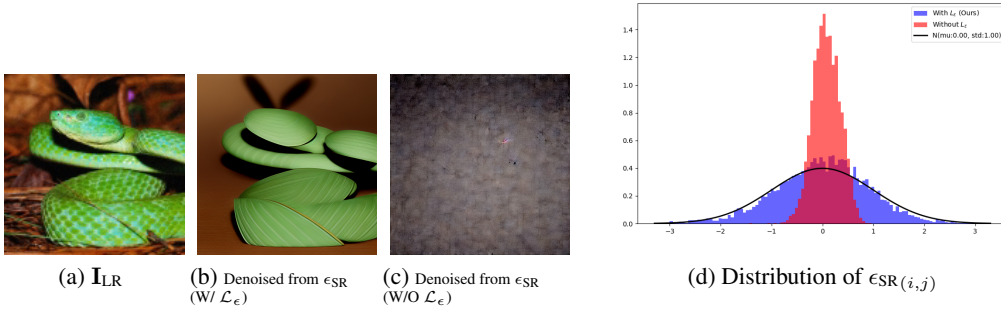 With L_ϵ (Ours)
Without L_ϵ
N(mu:0.00, std:1.00)
1.4
1.2
1.0
0.8
0.6
0.4
0.2
0.0
−3 −2 −1 0 1 2 3
(a) I_LR
(b) Denoised from ϵ_SR
(W/ 𝓛_ϵ)
(c) Denoised from ϵ_SR
(W/O 𝓛_ϵ)
(d) Distribution of ϵ_SR(i,j)